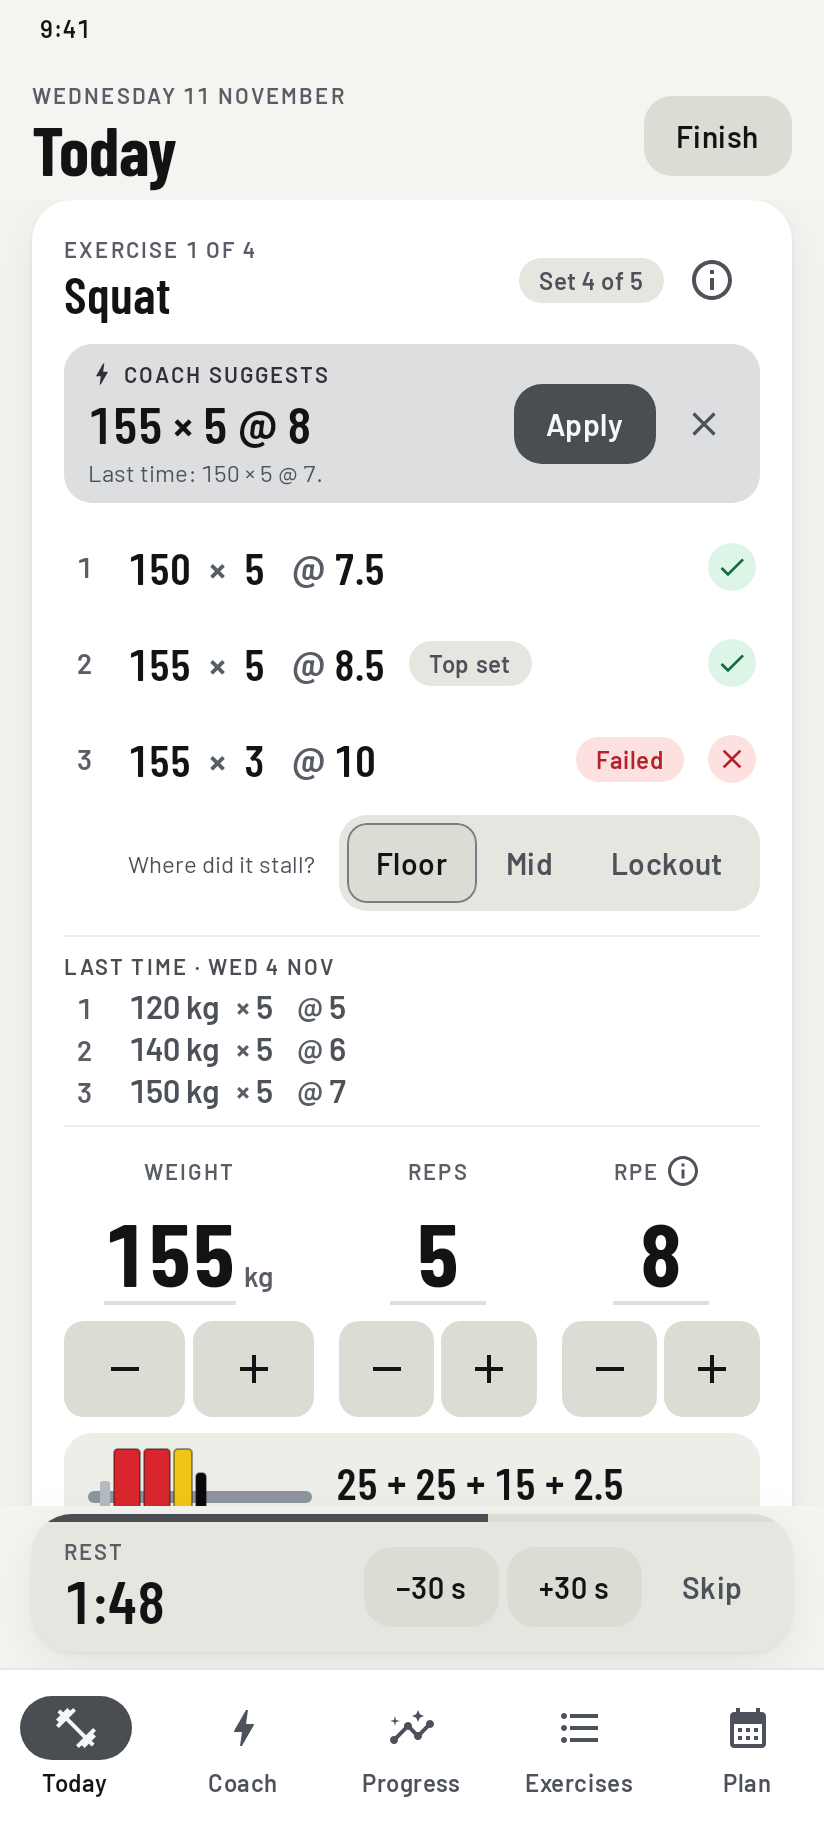 9:41
WEDNESDAY 11 NOVEMBER
Today
Finish
EXERCISE 1 OF 4
Squat
Set 4 of 5
COACH SUGGESTS
155 × 5 @ 8
Last time: 150 × 5 @ 7.
Apply
1 150 × 5 @ 7.5
2 155 × 5 @ 8.5 Top set
3 155 × 3 @ 10 Failed
Where did it stall? Floor Mid Lockout
LAST TIME · WED 4 NOV
1 120 kg × 5 @ 5
2 140 kg × 5 @ 6
3 150 kg × 5 @ 7
WEIGHT REPS RPE
155 kg 5 8
− + − + − +
25 + 25 + 15 + 2.5
REST
1:48
−30 s +30 s Skip
Today Coach Progress Exercises Plan